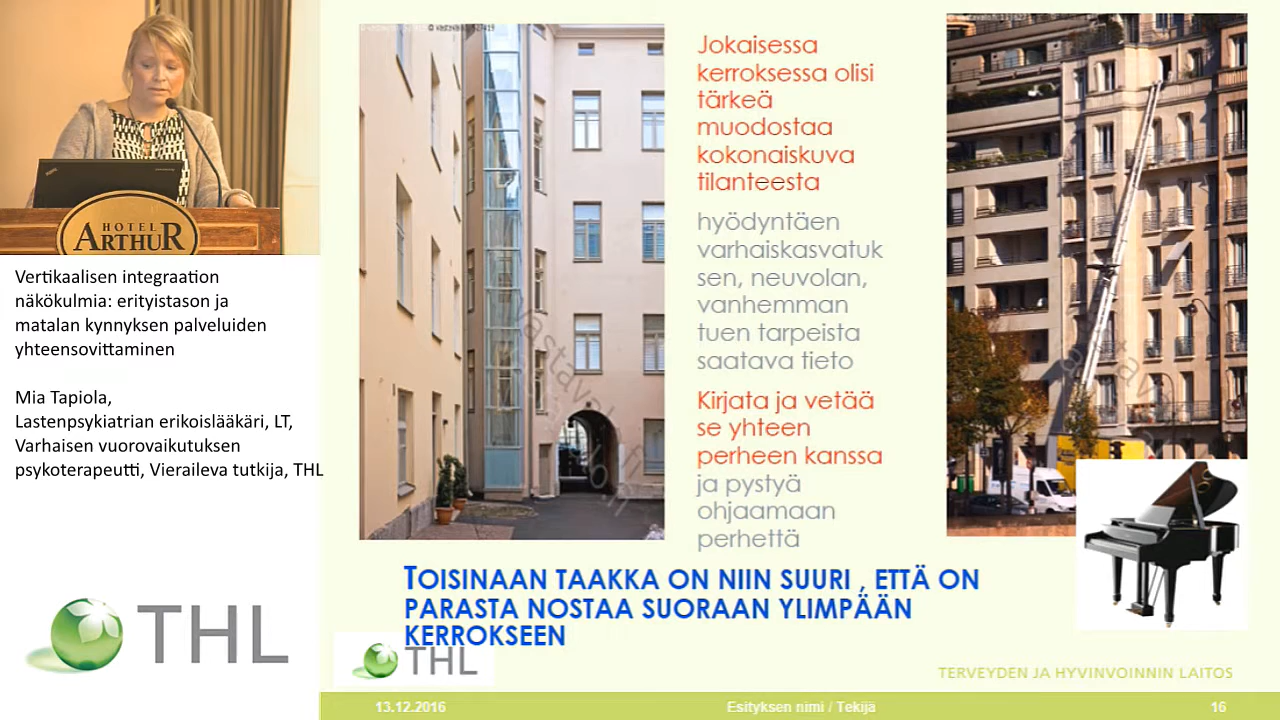 HOTEL
ARTHUR
Vertikaalisen integraation
näkökulmia: erityistason ja
matalan kynnyksen palveluiden
yhteensovittaminen
Mia Tapiola,
Lastenpsykiatrian erikoislääkäri, LT,
Varhaisen vuorovaikutuksen
psykoterapeutti, Vieraileva tutkija, THL
THL
Jokaisessa
kerroksessa olisi
tärkeä
muodostaa
kokonaiskuva
tilanteesta
hyödyntäen
varhaiskasvatuk
sen, neuvolan,
vanhemman
tuen tarpeista
saatava tieto
Kirjata ja vetää
se yhteen
perheen kanssa
ja pystyä
ohjaamaan
perhettä
TOISINAAN TAAKKA ON NIIN SUURI , ETTÄ ON
PARASTA NOSTAA SUORAAN YLIMPÄÄN
KERROKSEEN
THL
TERVEYDEN JA HYVINVOINNIN LAITOS
13.12.2016
Esityksen nimi / Tekijä
16